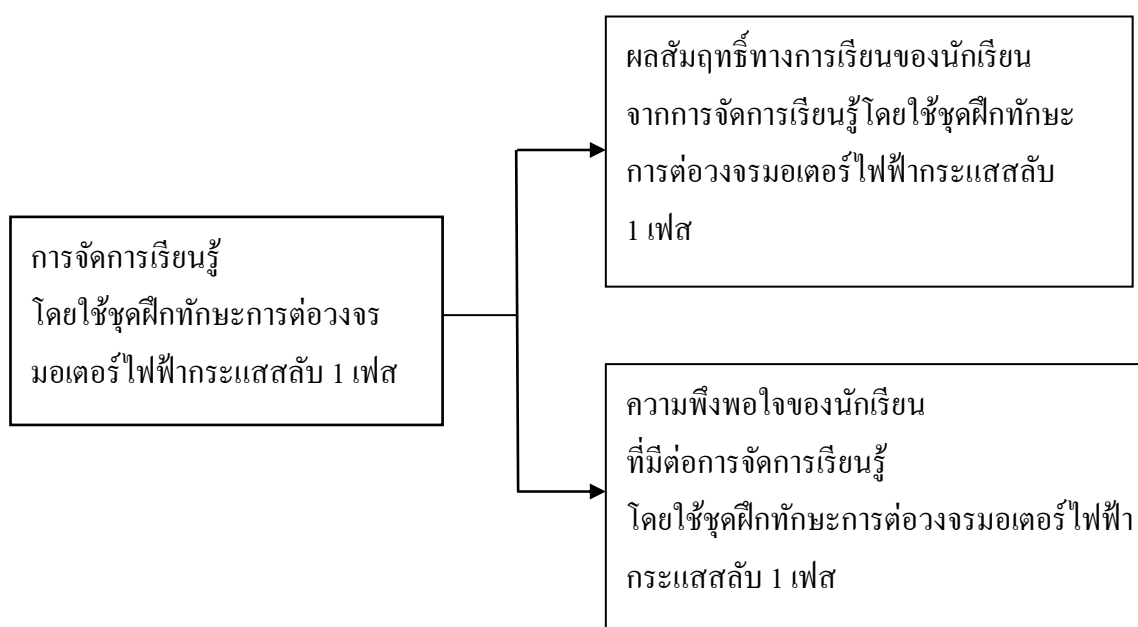 การจัดการเรียนรู้
โดยใช้ชุดฝึกทักษะการต่อวงจร
มอเตอร์ไฟฟ้ากระแสสลับ 1 เฟส
ผลสัมฤทธิ์ทางการเรียนของนักเรียน
จากการจัดการเรียนรู้โดยใช้ชุดฝึกทักษะ
การต่อวงจรมอเตอร์ไฟฟ้ากระแสสลับ
1 เฟส
ความพึงพอใจของนักเรียน
ที่มีต่อการจัดการเรียนรู้
โดยใช้ชุดฝึกทักษะการต่อวงจรมอเตอร์ไฟฟ้า
กระแสสลับ 1 เฟส